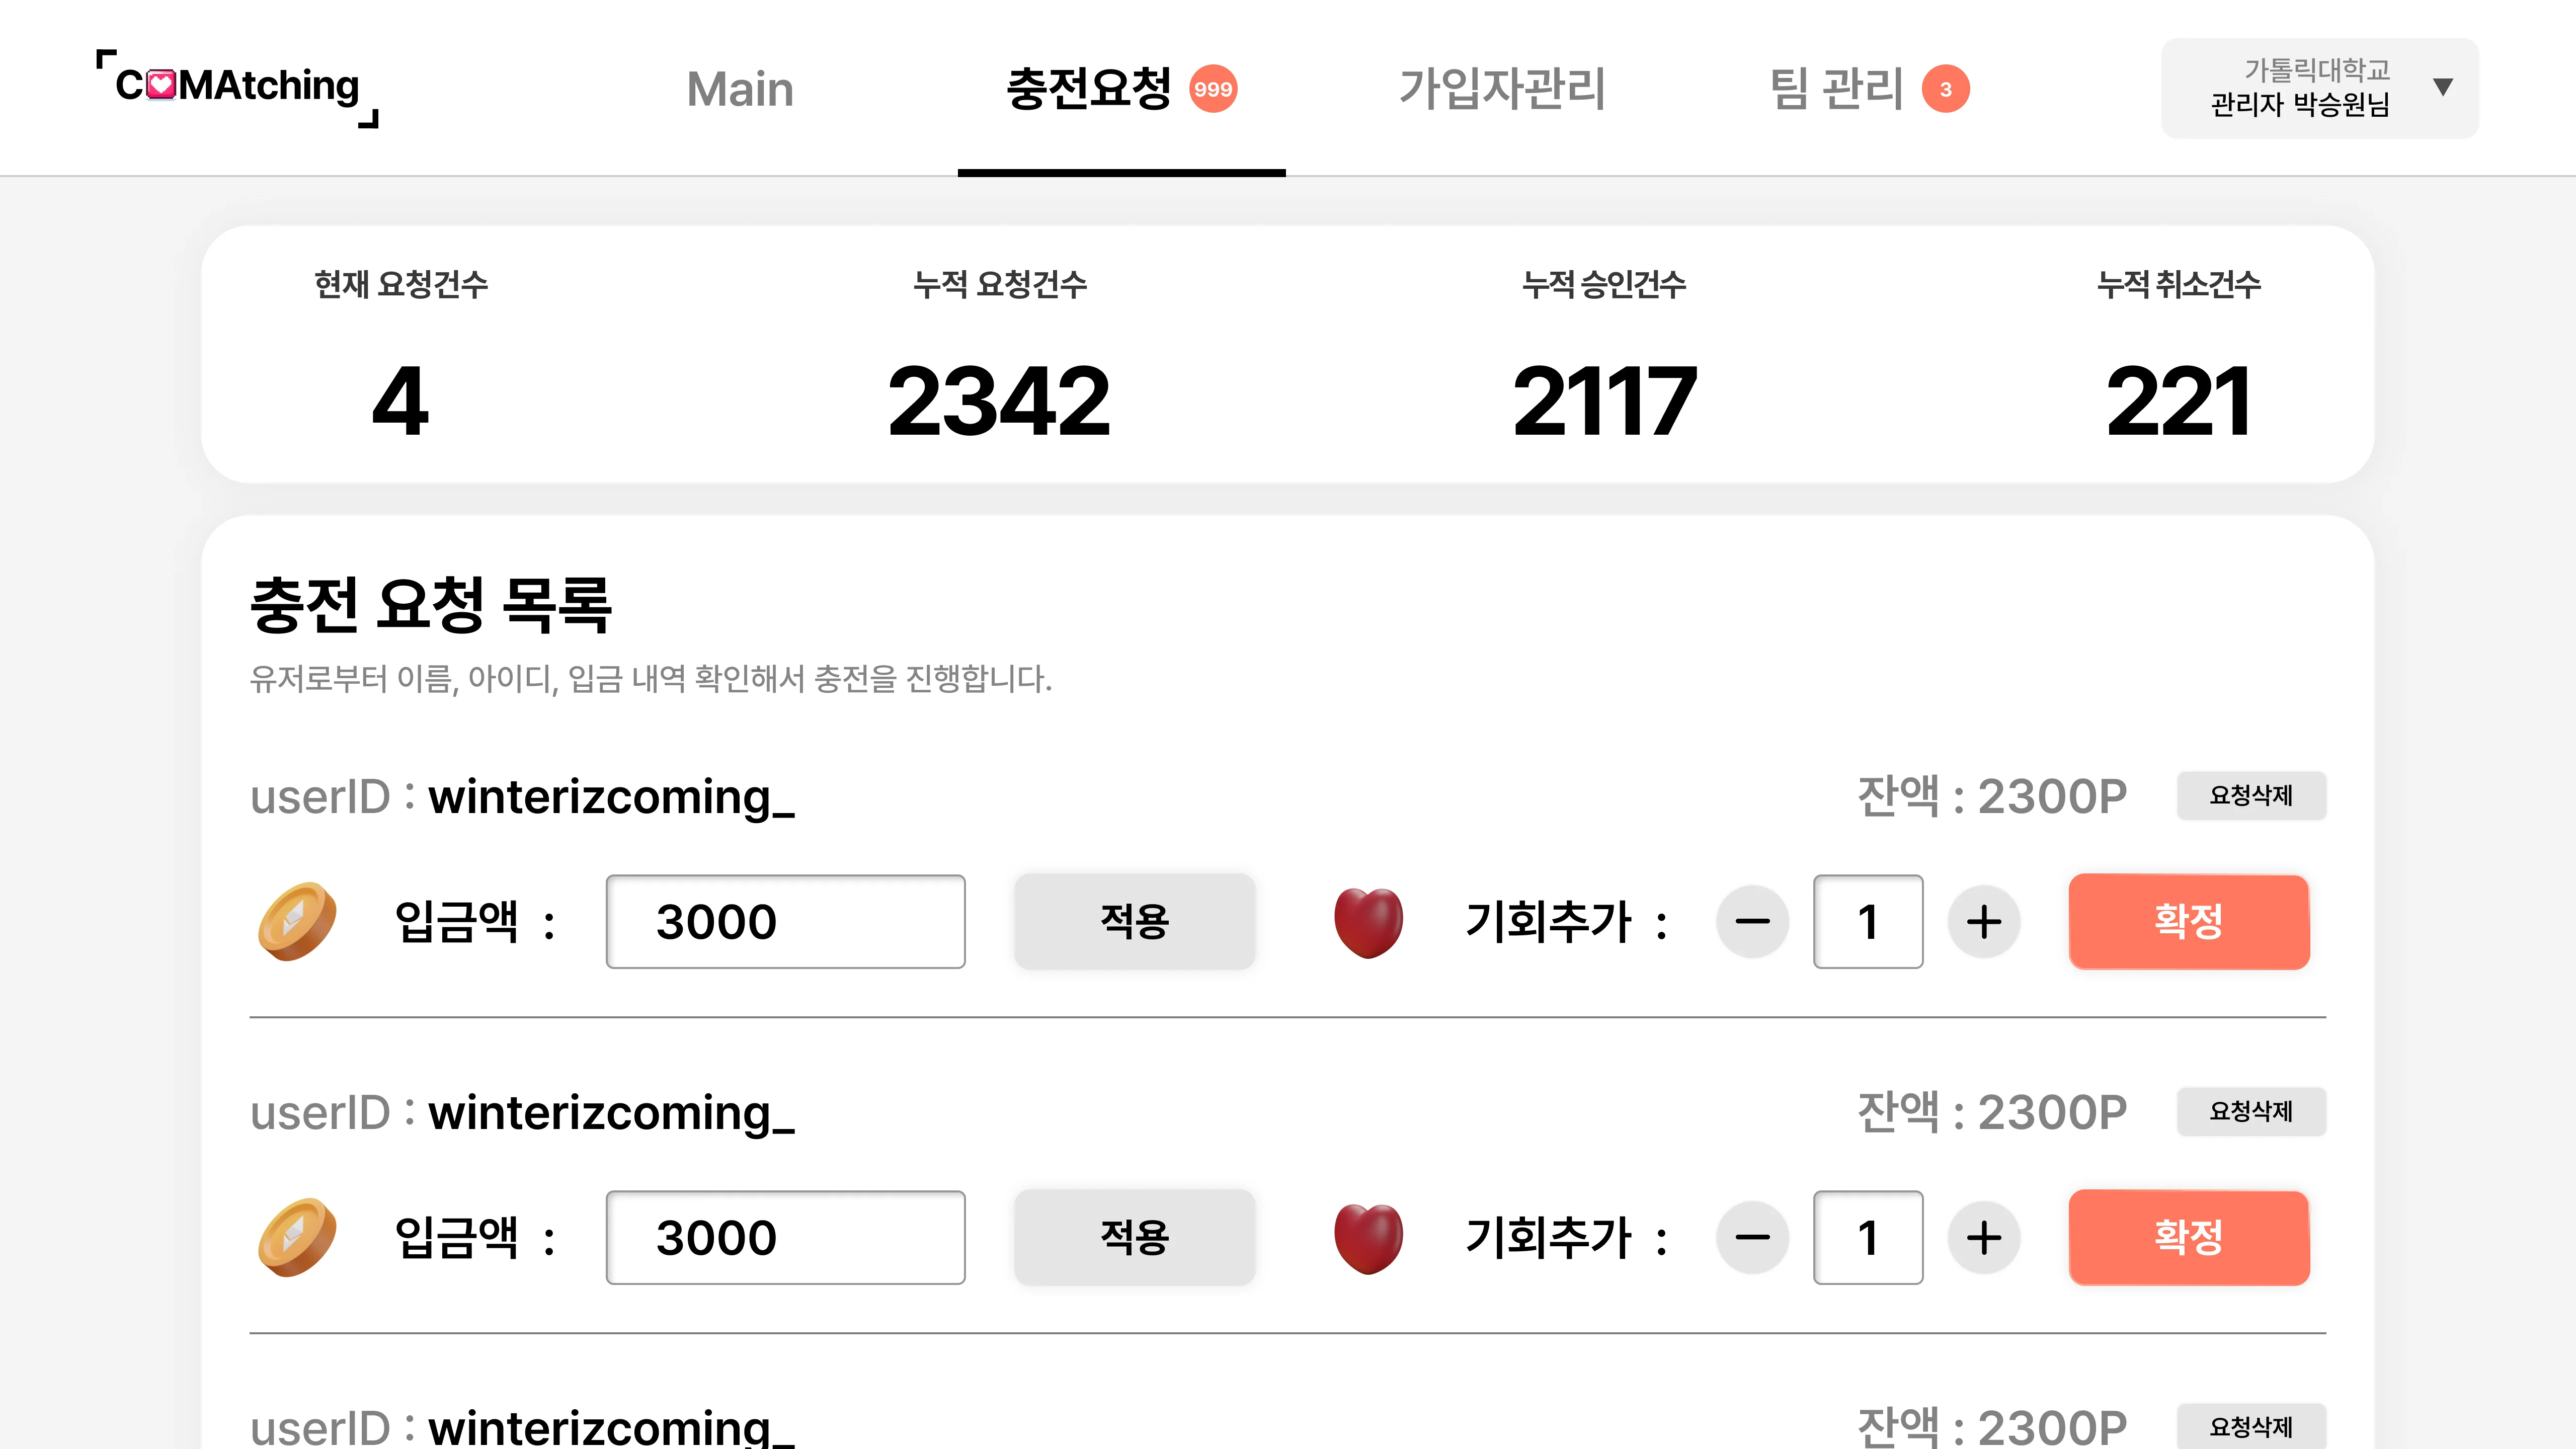 COMAtching
Main
충전요청 999
가입자관리
팀 관리 3
가톨릭대학교
관리자 박승원님
▼
현재 요청건수 누적 요청건수 누적 승인건수 누적 취소건수
4 2342 2117 221
충전 요청 목록
유저로부터 이름, 아이디, 입금 내역 확인해서 충전을 진행합니다.
userID : winterizcoming_ 잔액 : 2300P 요청삭제
입금액 : 3000 적용 기회추가 : − 1 + 확정
userID : winterizcoming_ 잔액 : 2300P 요청삭제
입금액 : 3000 적용 기회추가 : − 1 + 확정
userID : winterizcoming_ 잔액 : 2300P 요청삭제